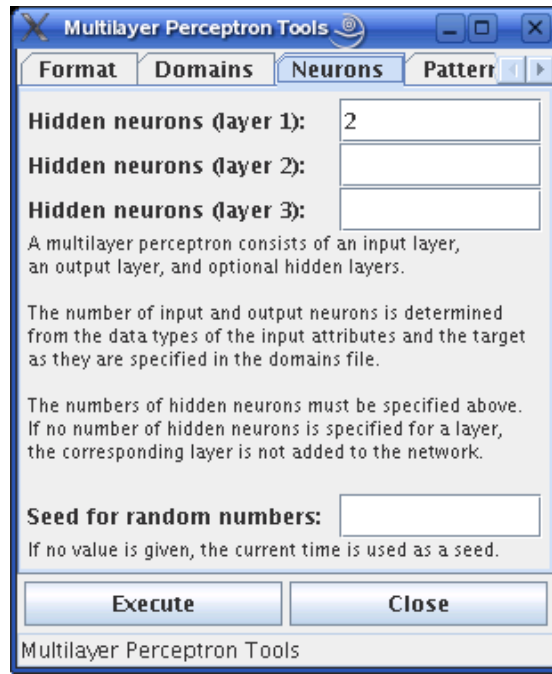 Multilayer Perceptron Tools
Format Domains Neurons Patterr
Hidden neurons (layer 1): 2
Hidden neurons (layer 2):
Hidden neurons (layer 3):
A multilayer perceptron consists of an input layer,
an output layer, and optional hidden layers.
The number of input and output neurons is determined
from the data types of the input attributes and the target
as they are specified in the domains file.
The numbers of hidden neurons must be specified above.
If no number of hidden neurons is specified for a layer,
the corresponding layer is not added to the network.
Seed for random numbers:
If no value is given, the current time is used as a seed.
Execute Close
Multilayer Perceptron Tools